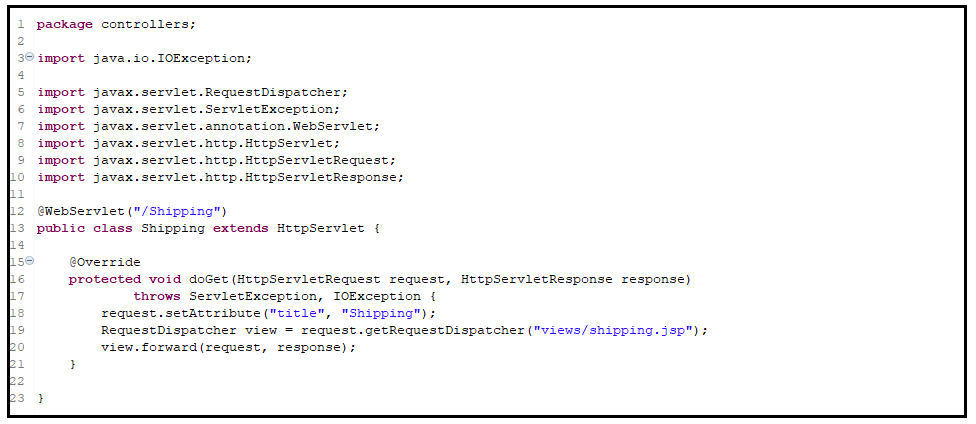 1 package controllers;
2
3 import java.io.IOException;
4
5 import javax.servlet.RequestDispatcher;
6 import javax.servlet.ServletException;
7 import javax.servlet.annotation.WebServlet;
8 import javax.servlet.http.HttpServlet;
9 import javax.servlet.http.HttpServletRequest;
10 import javax.servlet.http.HttpServletResponse;
11
12 @WebServlet("/Shipping")
13 public class Shipping extends HttpServlet {
14
15     @Override
16     protected void doGet(HttpServletRequest request, HttpServletResponse response)
17             throws ServletException, IOException {
18         request.setAttribute("title", "Shipping");
19         RequestDispatcher view = request.getRequestDispatcher("views/shipping.jsp");
20         view.forward(request, response);
21     }
22
23 }